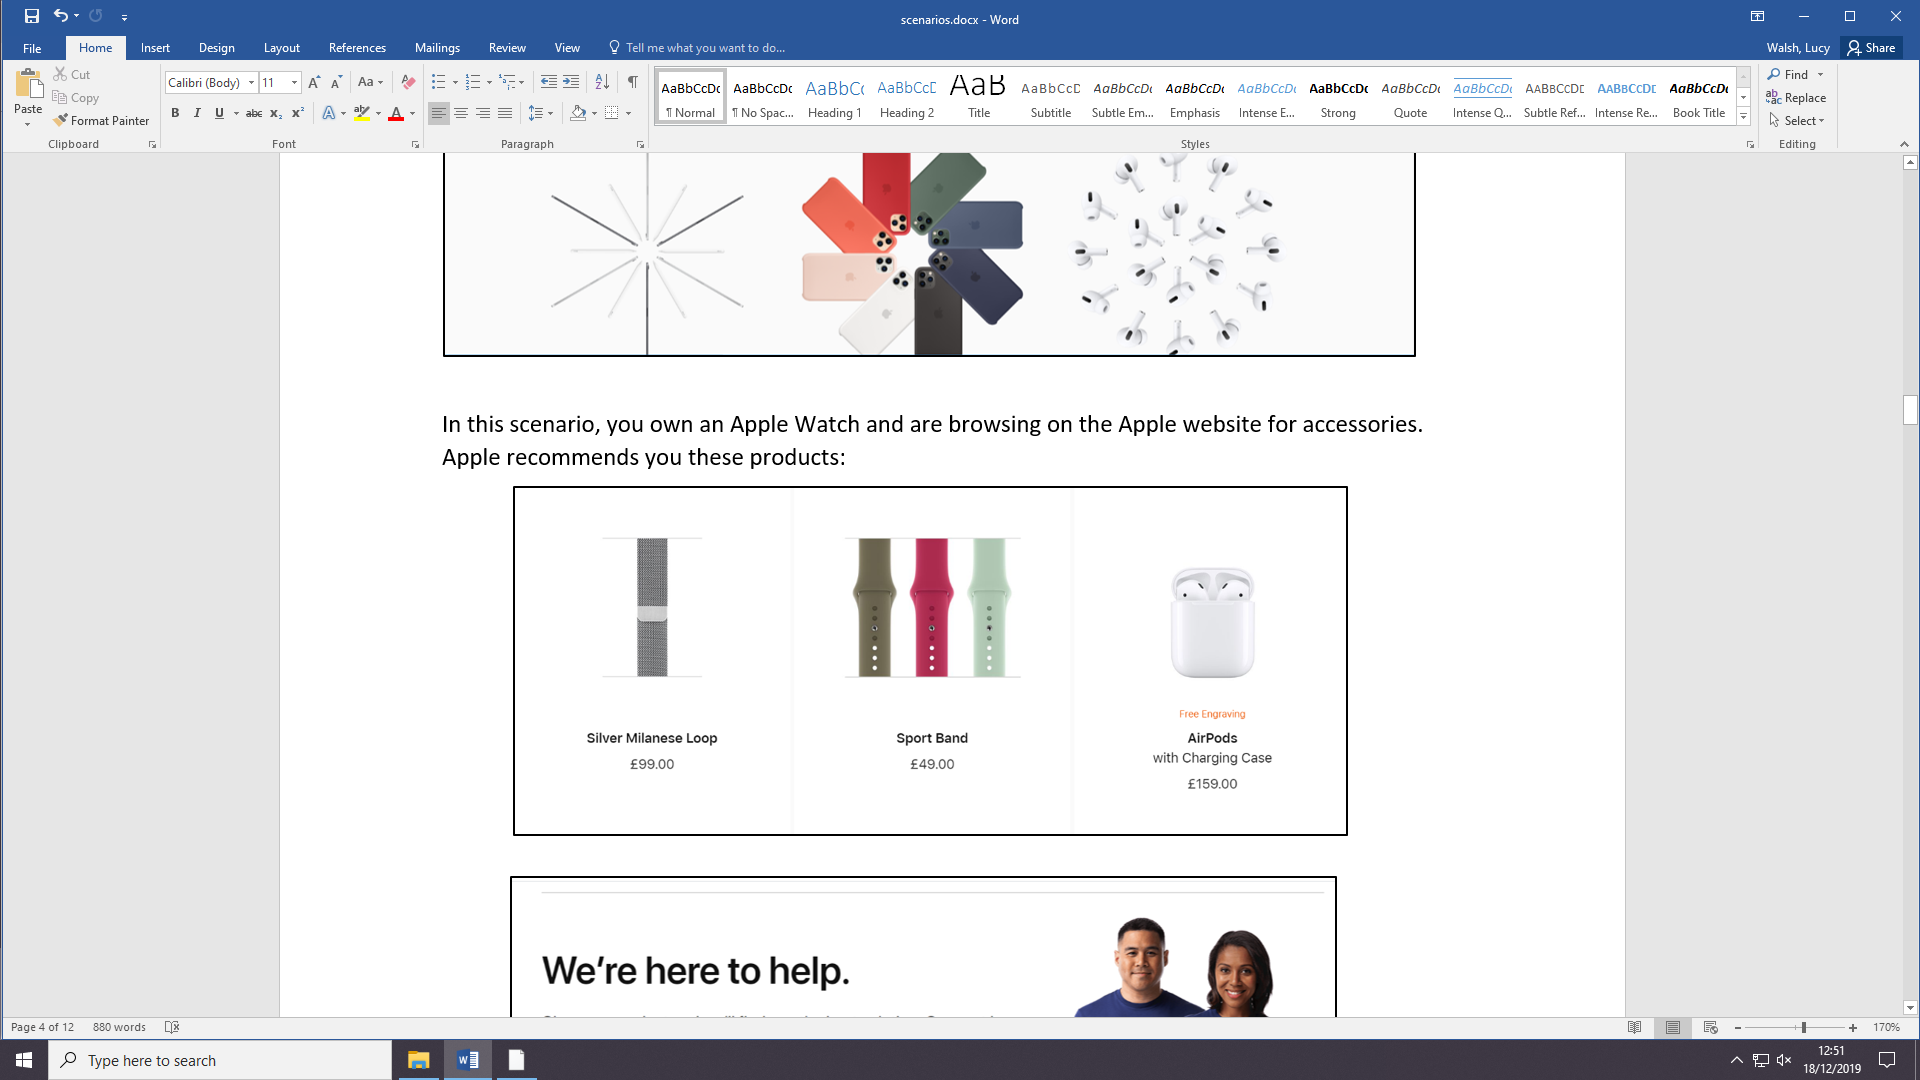 scenarios.docx - Word
File Home Insert Design Layout References Mailings Review View Tell me what you want to do... Walsh, Lucy Share
Paste
Cut
Copy
Format Painter
Clipboard
Calibri (Body) 11
Font
Paragraph
AaBbCcDc AaBbCcDc AaBbCc AaBbCcD AaB AaBbCcD AaBbCcDc AaBbCcDc AaBbCcDc AaBbCcDc AaBbCcDc AaBbCcDc AaBbCcDc AaBbCcDc AaBbCcDc
¶ Normal ¶ No Spac... Heading 1 Heading 2 Title Subtitle Subtle Em... Emphasis Intense E... Strong Quote Intense Q... Subtle Ref... Intense Re... Book Title
Styles
Find
Replace
Select
Editing
In this scenario, you own an Apple Watch and are browsing on the Apple website for accessories.
Apple recommends you these products:
Silver Milanese Loop
£99.00
Sport Band
£49.00
Free Engraving
AirPods
with Charging Case
£159.00
We're here to help.
Page 4 of 12 880 words 170%
Type here to search
12:51
18/12/2019